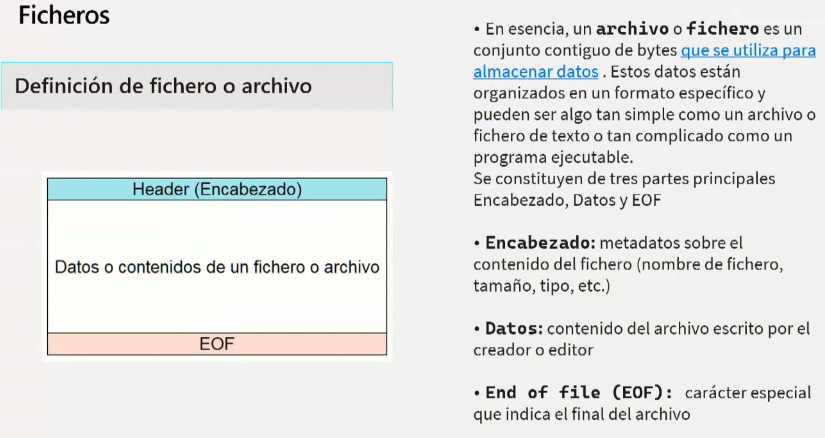 Ficheros
Definición de fichero o archivo
Header (Encabezado)
Datos o contenidos de un fichero o archivo
EOF
• En esencia, un archivo o fichero es un
conjunto contiguo de bytes que se utiliza para
almacenar datos . Estos datos están
organizados en un formato específico y
pueden ser algo tan simple como un archivo o
fichero de texto o tan complicado como un
programa ejecutable.
Se constituyen de tres partes principales
Encabezado, Datos y EOF
• Encabezado: metadatos sobre el
contenido del fichero (nombre de fichero,
tamaño, tipo, etc.)
• Datos: contenido del archivo escrito por el
creador o editor
• End of file (EOF): carácter especial
que indica el final del archivo